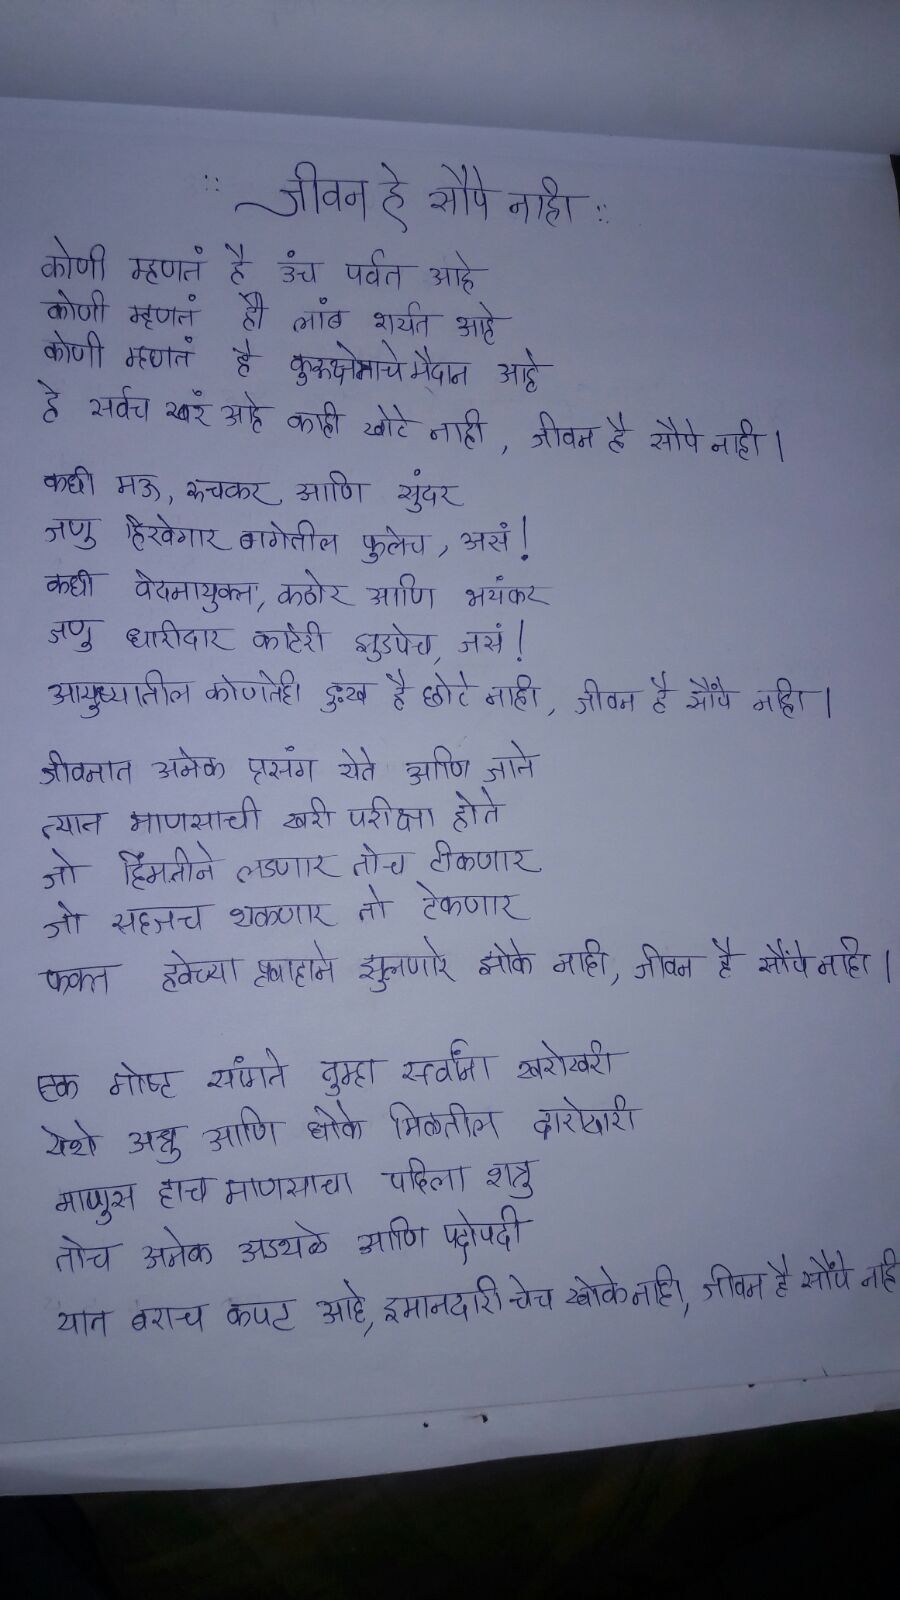 :: जीवन हे सौपे नाही ::
कोणी म्हणतं है उंच पर्वत आहे
कोणी म्हणतं ही लांब शर्यत आहे
कोणी म्हणतं है कुरुक्षेत्राचे मैदान आहे
हे सर्वच खरं आहे काही खोटे नाही, जीवन है सौपे नाही।
कधी मऊ, रुचकर आणि सुंदर
जणु हिरवेगार बागेतील फुलेच, असं!
कधी वेदनायुक्त, कठोर आणि भयंकर
जणु धारीदार काटेरी झुडपेच, जसं!
आयुष्यातील कोणतेही दुःख है छोटे नाही, जीवन है सौपै नाही।
जीवनात अनेक प्रसंग येते आणि जाते
त्यात माणसाची खरी परीक्षा होते
जो हिंमतीने लडणार तोच टीकणार
जो सहजच थकणार तो टेकणार
फक्त हवेच्या प्रवाहाने झुलणारे झोके नाही, जीवन है सौपे नाही।
एक गोष्ट सांगते तुम्हा सर्वांना खरोखरी
येथे अश्रु आणि धोके मिळतील दारोदारी
माणुस हाच माणसाचा पहिला शत्रु
तोच अनेक अडथळे आणि पदोपदी
यात बराच कपट आहे, इमानदारी चेच खोके नाही, जीवन है सौपे नाही